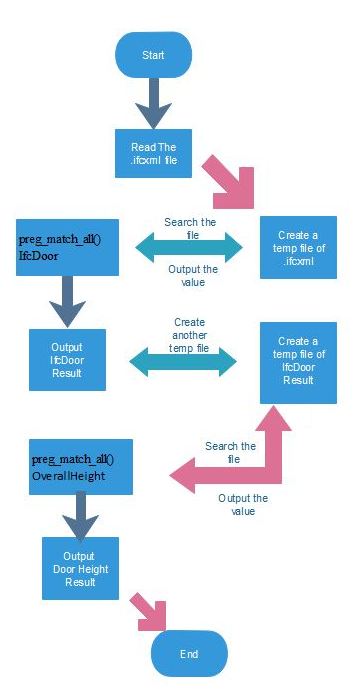 Start
Read The
.ifcxml file
Search the
file
Output the
value
preg_match_all()
IfcDoor
Create a
temp file of
.ifcxml
Create
another
temp file
Output
IfcDoor
Result
Create a
temp file of
IfcDoor
Result
Search the
file
Output the
value
preg_match_all()
OverallHeight
Output
Door Height
Result
End